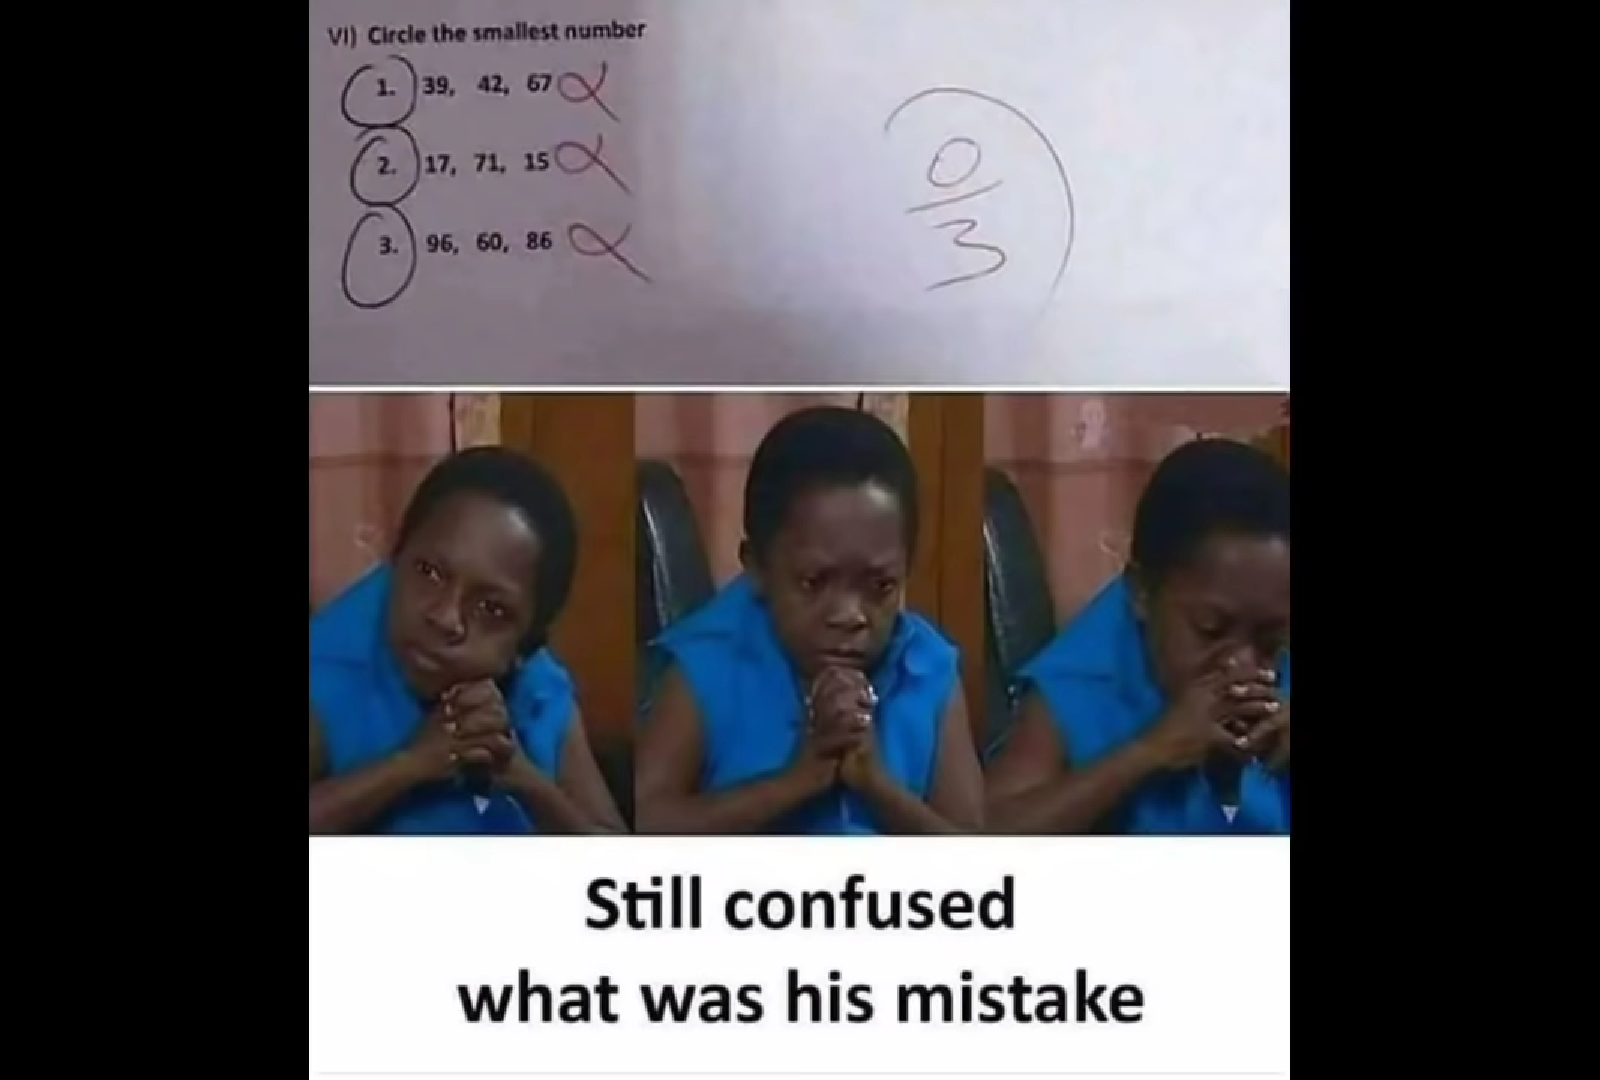 VI) Circle the smallest number
1. 39, 42, 67
2. 17, 71, 15
3. 96, 60, 86
0
3
Still confused
what was his mistake